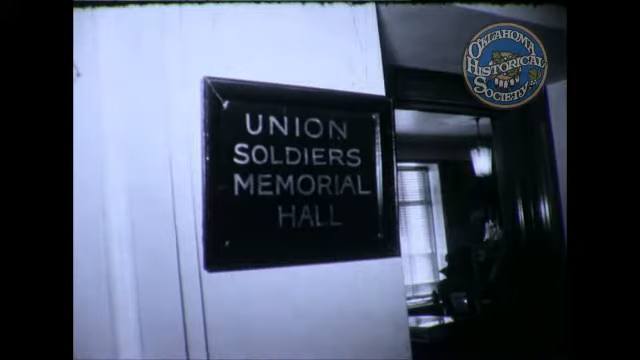 UNION
SOLDIERS
MEMORIAL
HALL
OKLAHOMA
HISTORICAL
SOCIETY